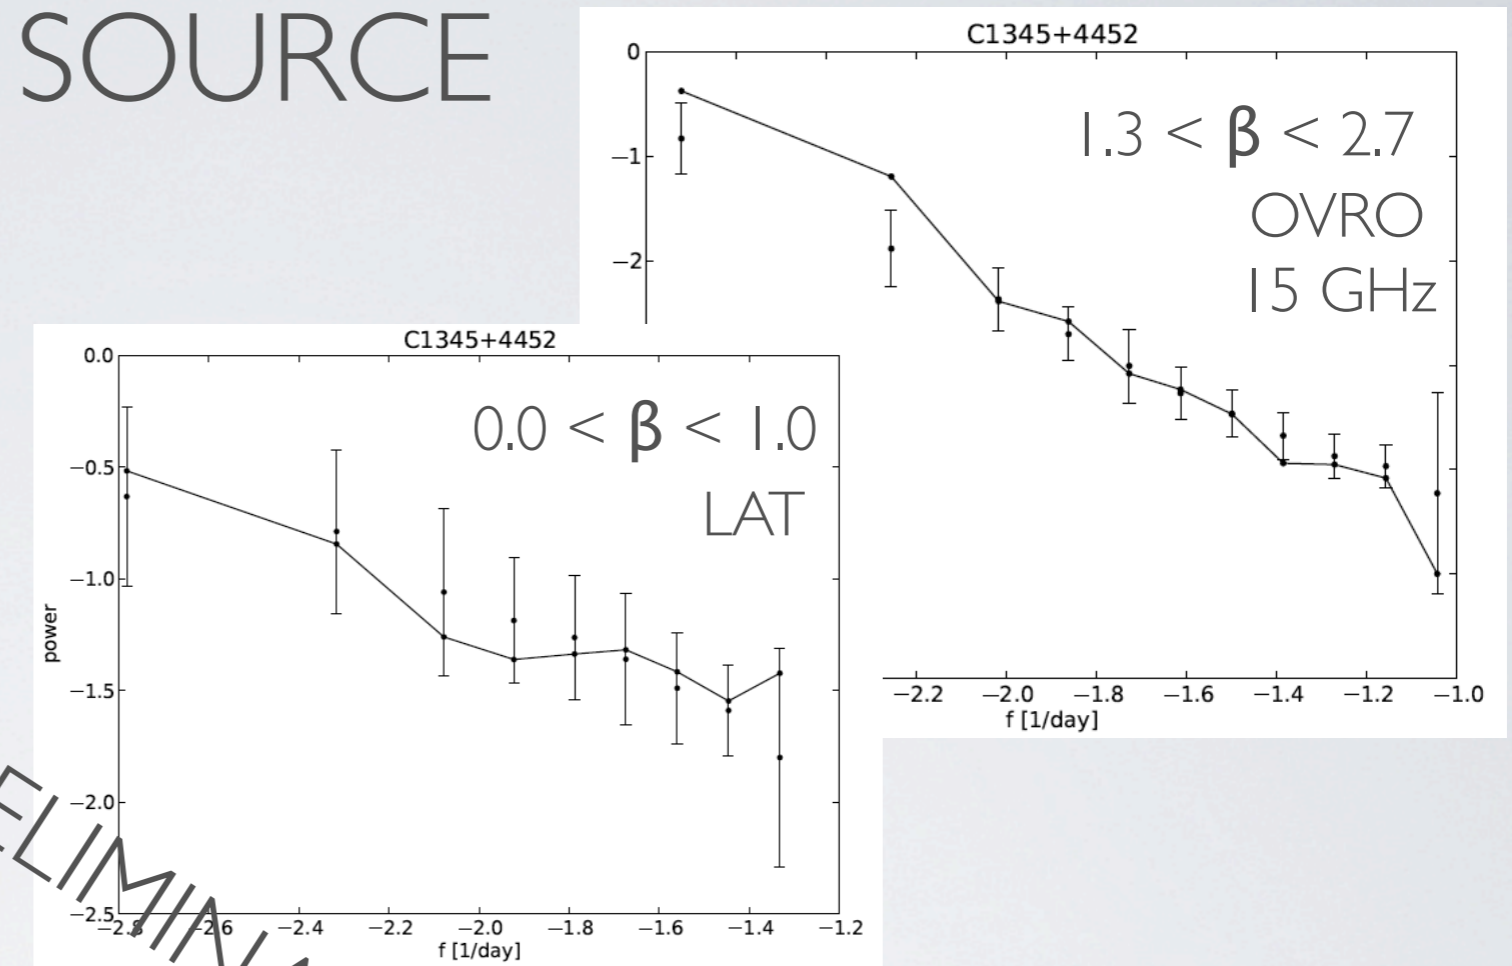 SOURCE
C1345+4452
0
−1
−2
1.3 < β < 2.7
OVRO
15 GHz
−2.2 −2.0 −1.8 −1.6 −1.4 −1.2 −1.0
f [1/day]
C1345+4452
0.0
−0.5
−1.0
−1.5
−2.0
−2.5
power
0.0 < β < 1.0
LAT
−2.8 −2.6 −2.4 −2.2 −2.0 −1.8 −1.6 −1.4 −1.2
f [1/day]